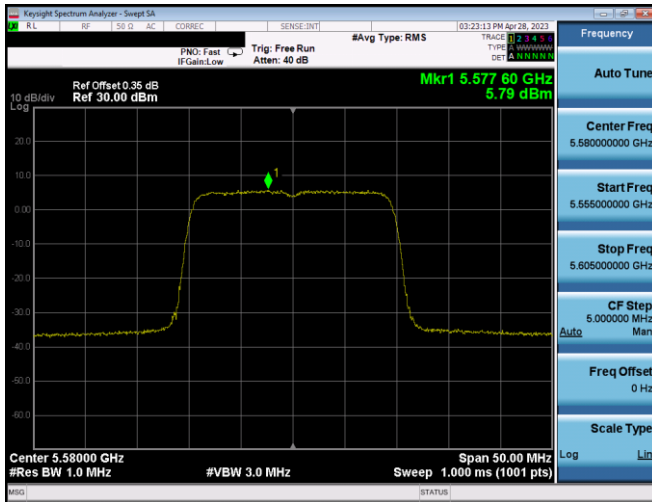 Keysight Spectrum Analyzer - Swept SA
RL RF 50 Ω AC CORREC SENSE:INT 03:23:13 PM Apr 28, 2023
#Avg Type: RMS TRACE 1 2 3 4 5 6
PNO: Fast Trig: Free Run TYPE A WWWWW
IFGain:Low Atten: 40 dB DET A N N N N N
Ref Offset 0.35 dB
10 dB/div Ref 30.00 dBm
Log
Mkr1 5.577 60 GHz
5.79 dBm
20.0
10.0
0.00
-10.0
-20.0
-30.0
-40.0
-50.0
-60.0
1
Center 5.58000 GHz Span 50.00 MHz
#Res BW 1.0 MHz #VBW 3.0 MHz Sweep 1.000 ms (1001 pts)
MSG STATUS
Frequency
Auto Tune
Center Freq
5.580000000 GHz
Start Freq
5.555000000 GHz
Stop Freq
5.605000000 GHz
CF Step
5.000000 MHz
Auto Man
Freq Offset
0 Hz
Scale Type
Log Lin